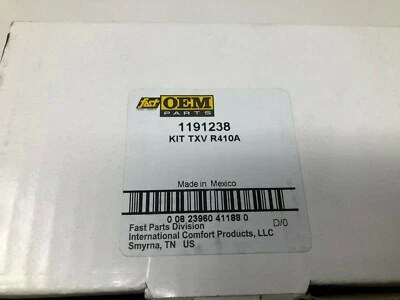 fast OEM
PARTS
1191238
KIT TXV R410A
Made in Mexico
0 08 23960 41188 0
D/0
Fast Parts Division
International Comfort Products, LLC
Smyrna, TN US